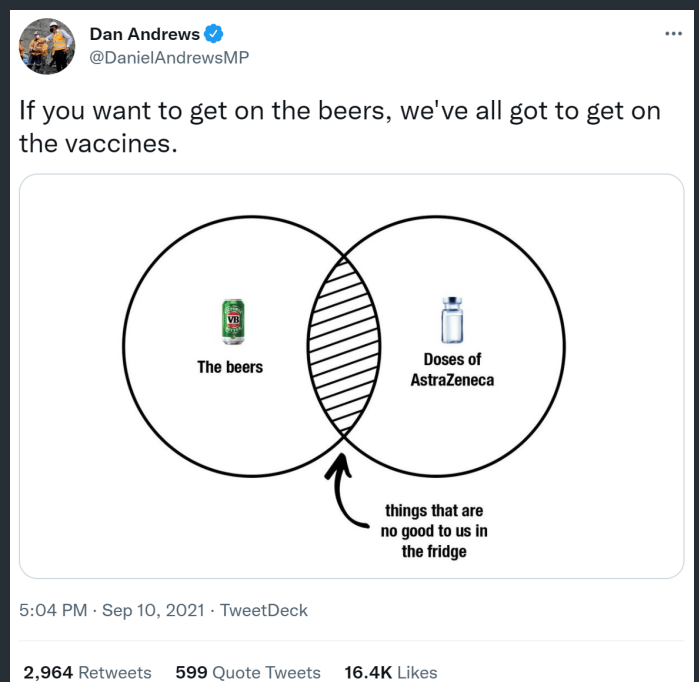 Dan Andrews
@DanielAndrewsMP
If you want to get on the beers, we've all got to get on
the vaccines.
VB
The beers
Doses of
AstraZeneca
things that are
no good to us in
the fridge
5:04 PM · Sep 10, 2021 · TweetDeck
2,964 Retweets 599 Quote Tweets 16.4K Likes